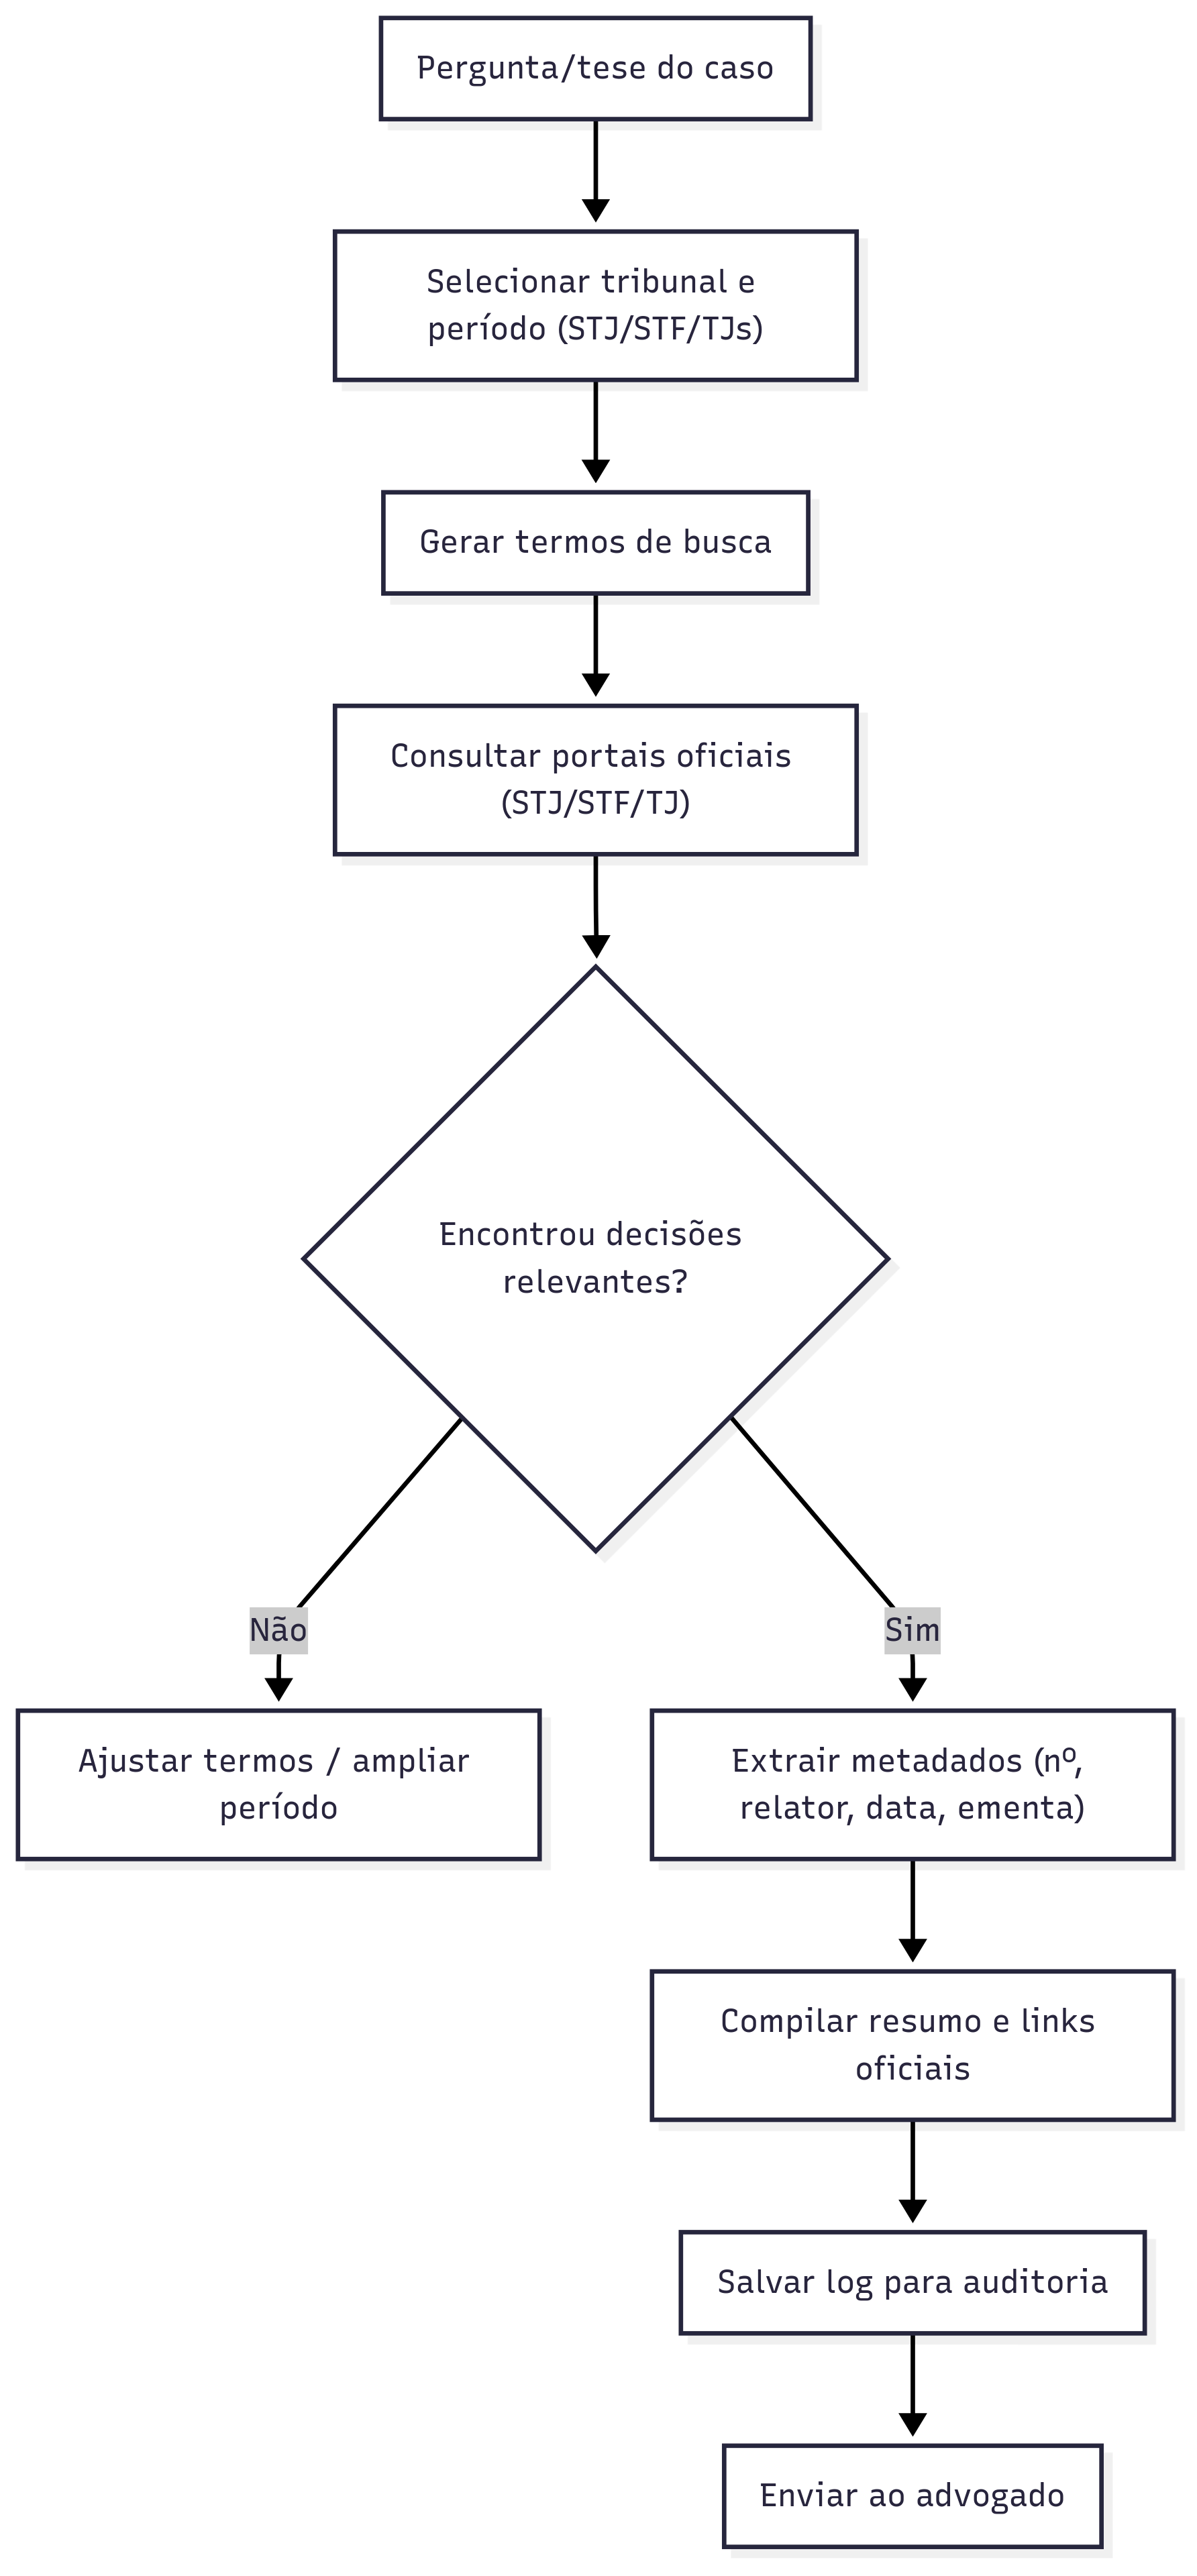 Pergunta/tese do caso
Selecionar tribunal e
período (STJ/STF/TJs)
Gerar termos de busca
Consultar portais oficiais
(STJ/STF/TJ)
Encontrou decisões
relevantes?
Não
Sim
Ajustar termos / ampliar
período
Extrair metadados (nº,
relator, data, ementa)
Compilar resumo e links
oficiais
Salvar log para auditoria
Enviar ao advogado